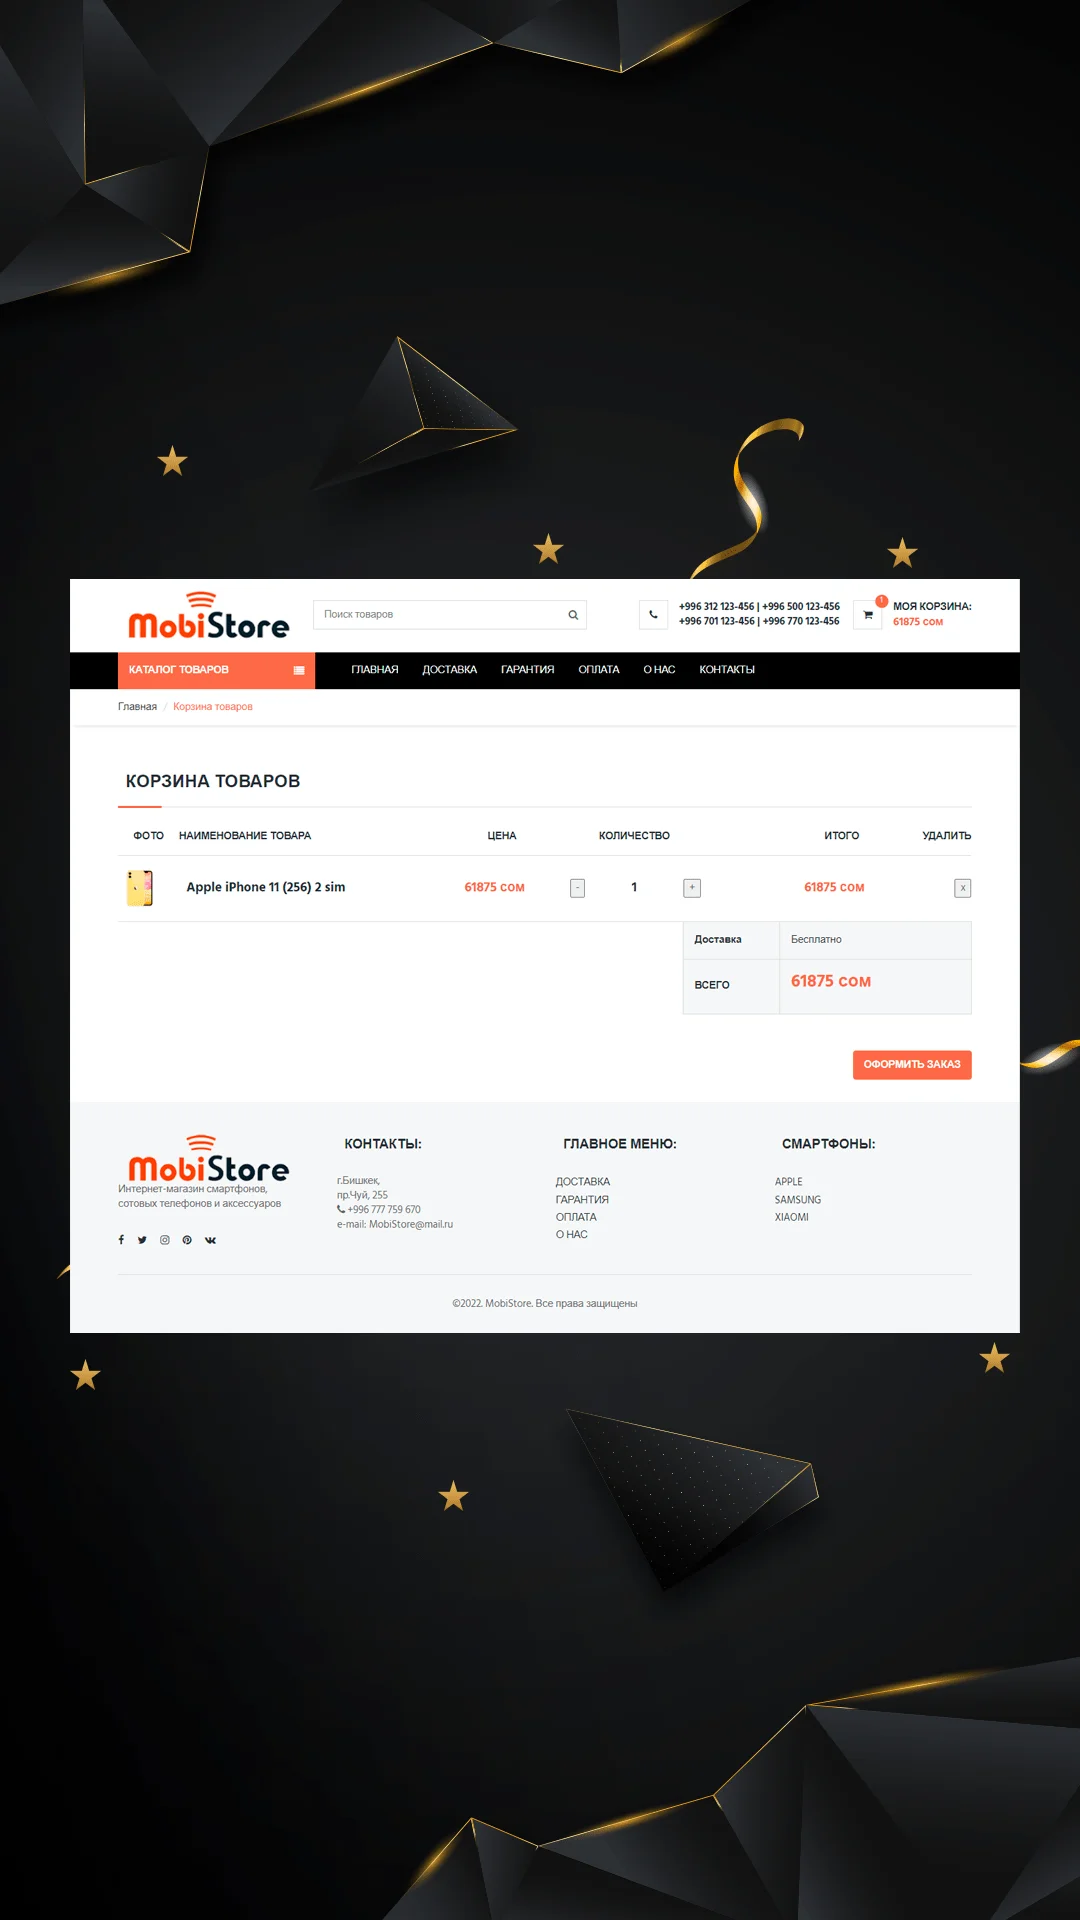 MobiStore
Поиск товаров
+996 312 123-456 | +996 500 123-456
+996 701 123-456 | +996 770 123-456
1
МОЯ КОРЗИНА:
61875 сом
КАТАЛОГ ТОВАРОВ
ГЛАВНАЯ ДОСТАВКА ГАРАНТИЯ ОПЛАТА О НАС КОНТАКТЫ
Главная / Корзина товаров
КОРЗИНА ТОВАРОВ
ФОТО НАИМЕНОВАНИЕ ТОВАРА ЦЕНА КОЛИЧЕСТВО ИТОГО УДАЛИТЬ
Apple iPhone 11 (256) 2 sim 61875 сом - 1 + 61875 сом x
Доставка Бесплатно
ВСЕГО 61875 сом
ОФОРМИТЬ ЗАКАЗ
MobiStore
Интернет-магазин смартфонов,
сотовых телефонов и аксессуаров
КОНТАКТЫ:
г.Бишкек,
пр.Чуй, 255
+996 777 759 670
e-mail: MobiStore@mail.ru
ГЛАВНОЕ МЕНЮ:
ДОСТАВКА
ГАРАНТИЯ
ОПЛАТА
О НАС
СМАРТФОНЫ:
APPLE
SAMSUNG
XIAOMI
©2022. MobiStore. Все права защищены